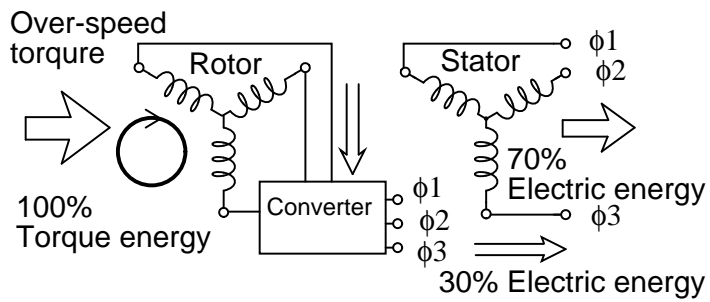 Over-speed
torqure
Rotor
Stator
ϕ1
ϕ2
70%
Electric energy
ϕ3
100%
Torque energy
Converter
ϕ1
ϕ2
ϕ3
30% Electric energy